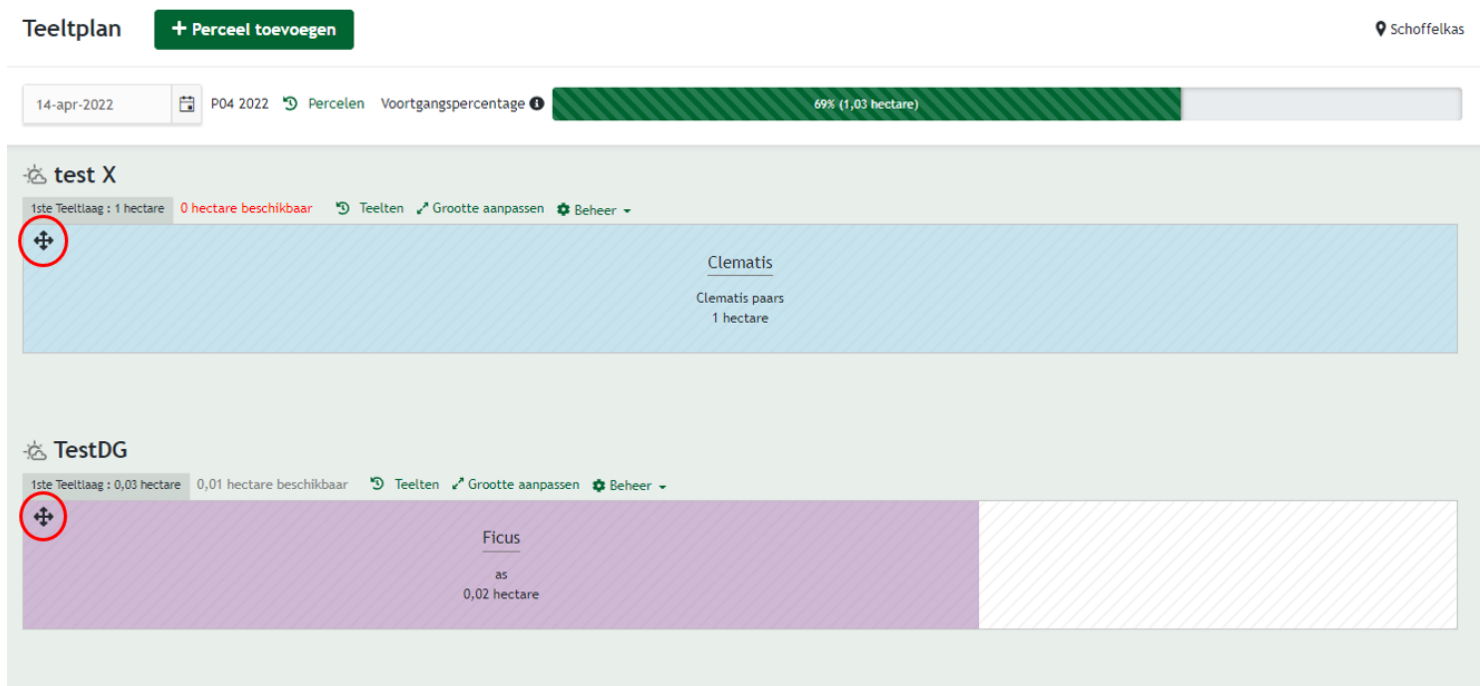 Teeltplan + Perceel toevoegen Schoffelkas
14-apr-2022 P04 2022 Percelen Voortgangspercentage 69% (1,03 hectare)
test X
1ste Teeltlaag : 1 hectare 0 hectare beschikbaar Teelten Grootte aanpassen Beheer
Clematis
Clematis paars
1 hectare
TestDG
1ste Teeltlaag : 0,03 hectare 0,01 hectare beschikbaar Teelten Grootte aanpassen Beheer
Ficus
as
0,02 hectare